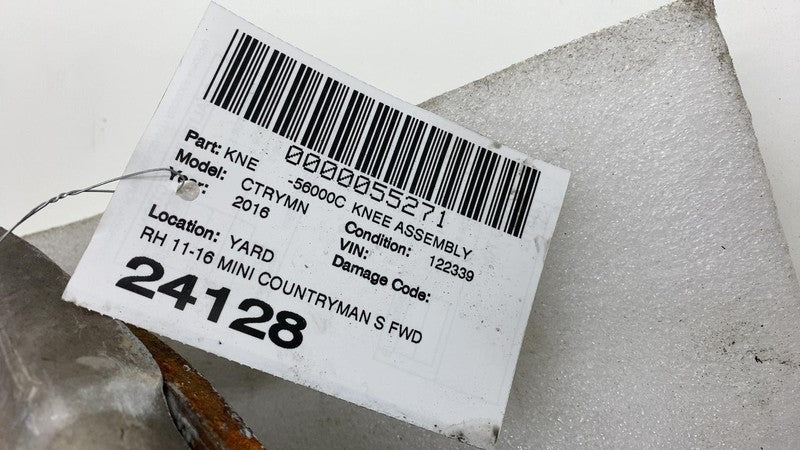 0000055271
Part: KNE -56000C KNEE ASSEMBLY
Model: CTRYMN Condition: 122339
Year: 2016 VIN:
Damage Code:
Location: YARD
RH 11-16 MINI COUNTRYMAN S FWD
24128